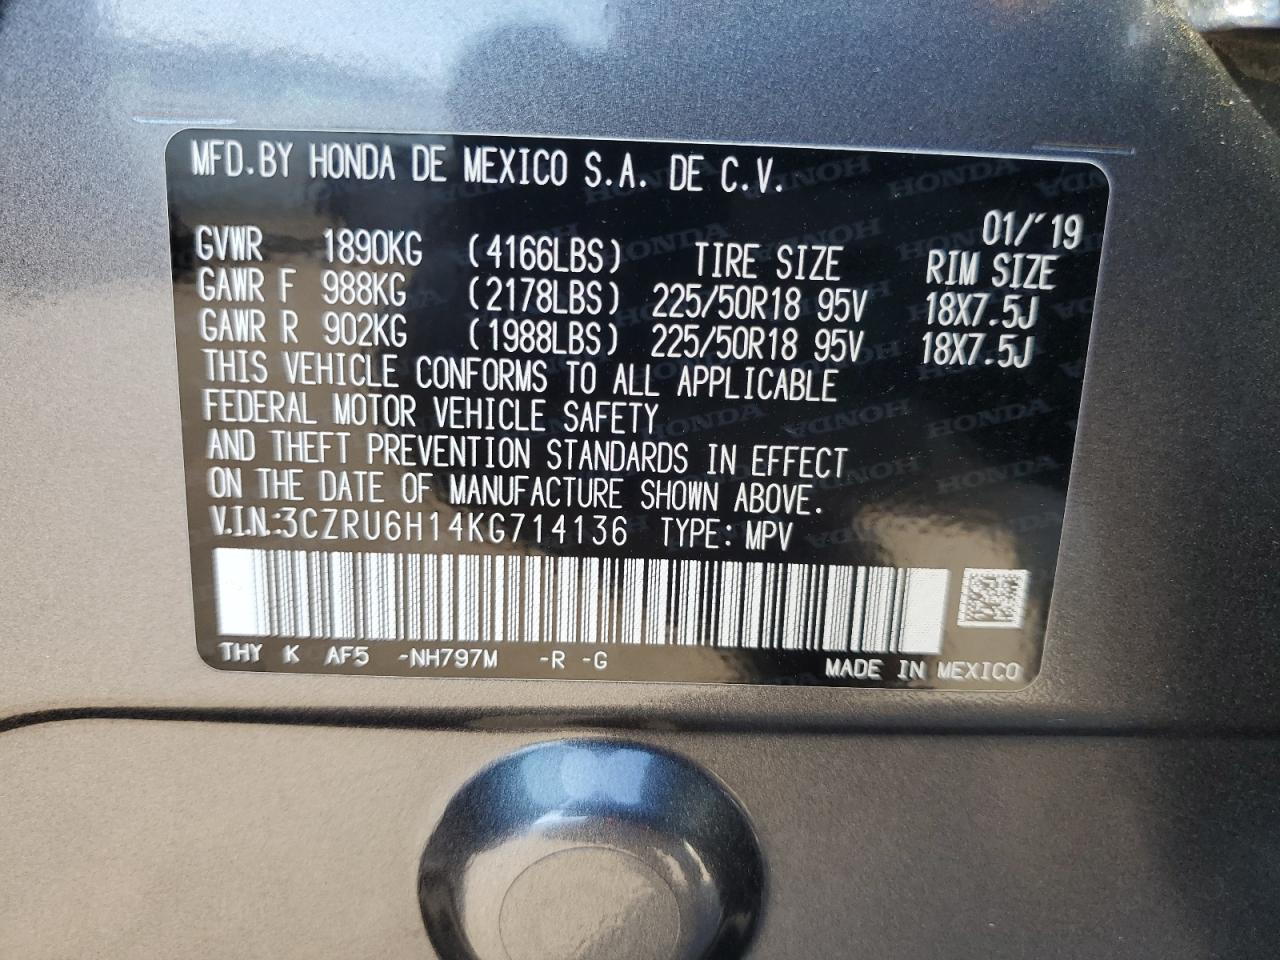 MFD.BY HONDA DE MEXICO S.A. DE C.V.
01/'19
GVWR 1890KG (4166LBS) TIRE SIZE RIM SIZE
GAWR F 988KG (2178LBS) 225/50R18 95V 18X7.5J
GAWR R 902KG (1988LBS) 225/50R18 95V 18X7.5J
THIS VEHICLE CONFORMS TO ALL APPLICABLE
FEDERAL MOTOR VEHICLE SAFETY
AND THEFT PREVENTION STANDARDS IN EFFECT
ON THE DATE OF MANUFACTURE SHOWN ABOVE.
V.I.N.:3CZRU6H14KG714136 TYPE: MPV
THY K AF5 -NH797M -R -G MADE IN MEXICO